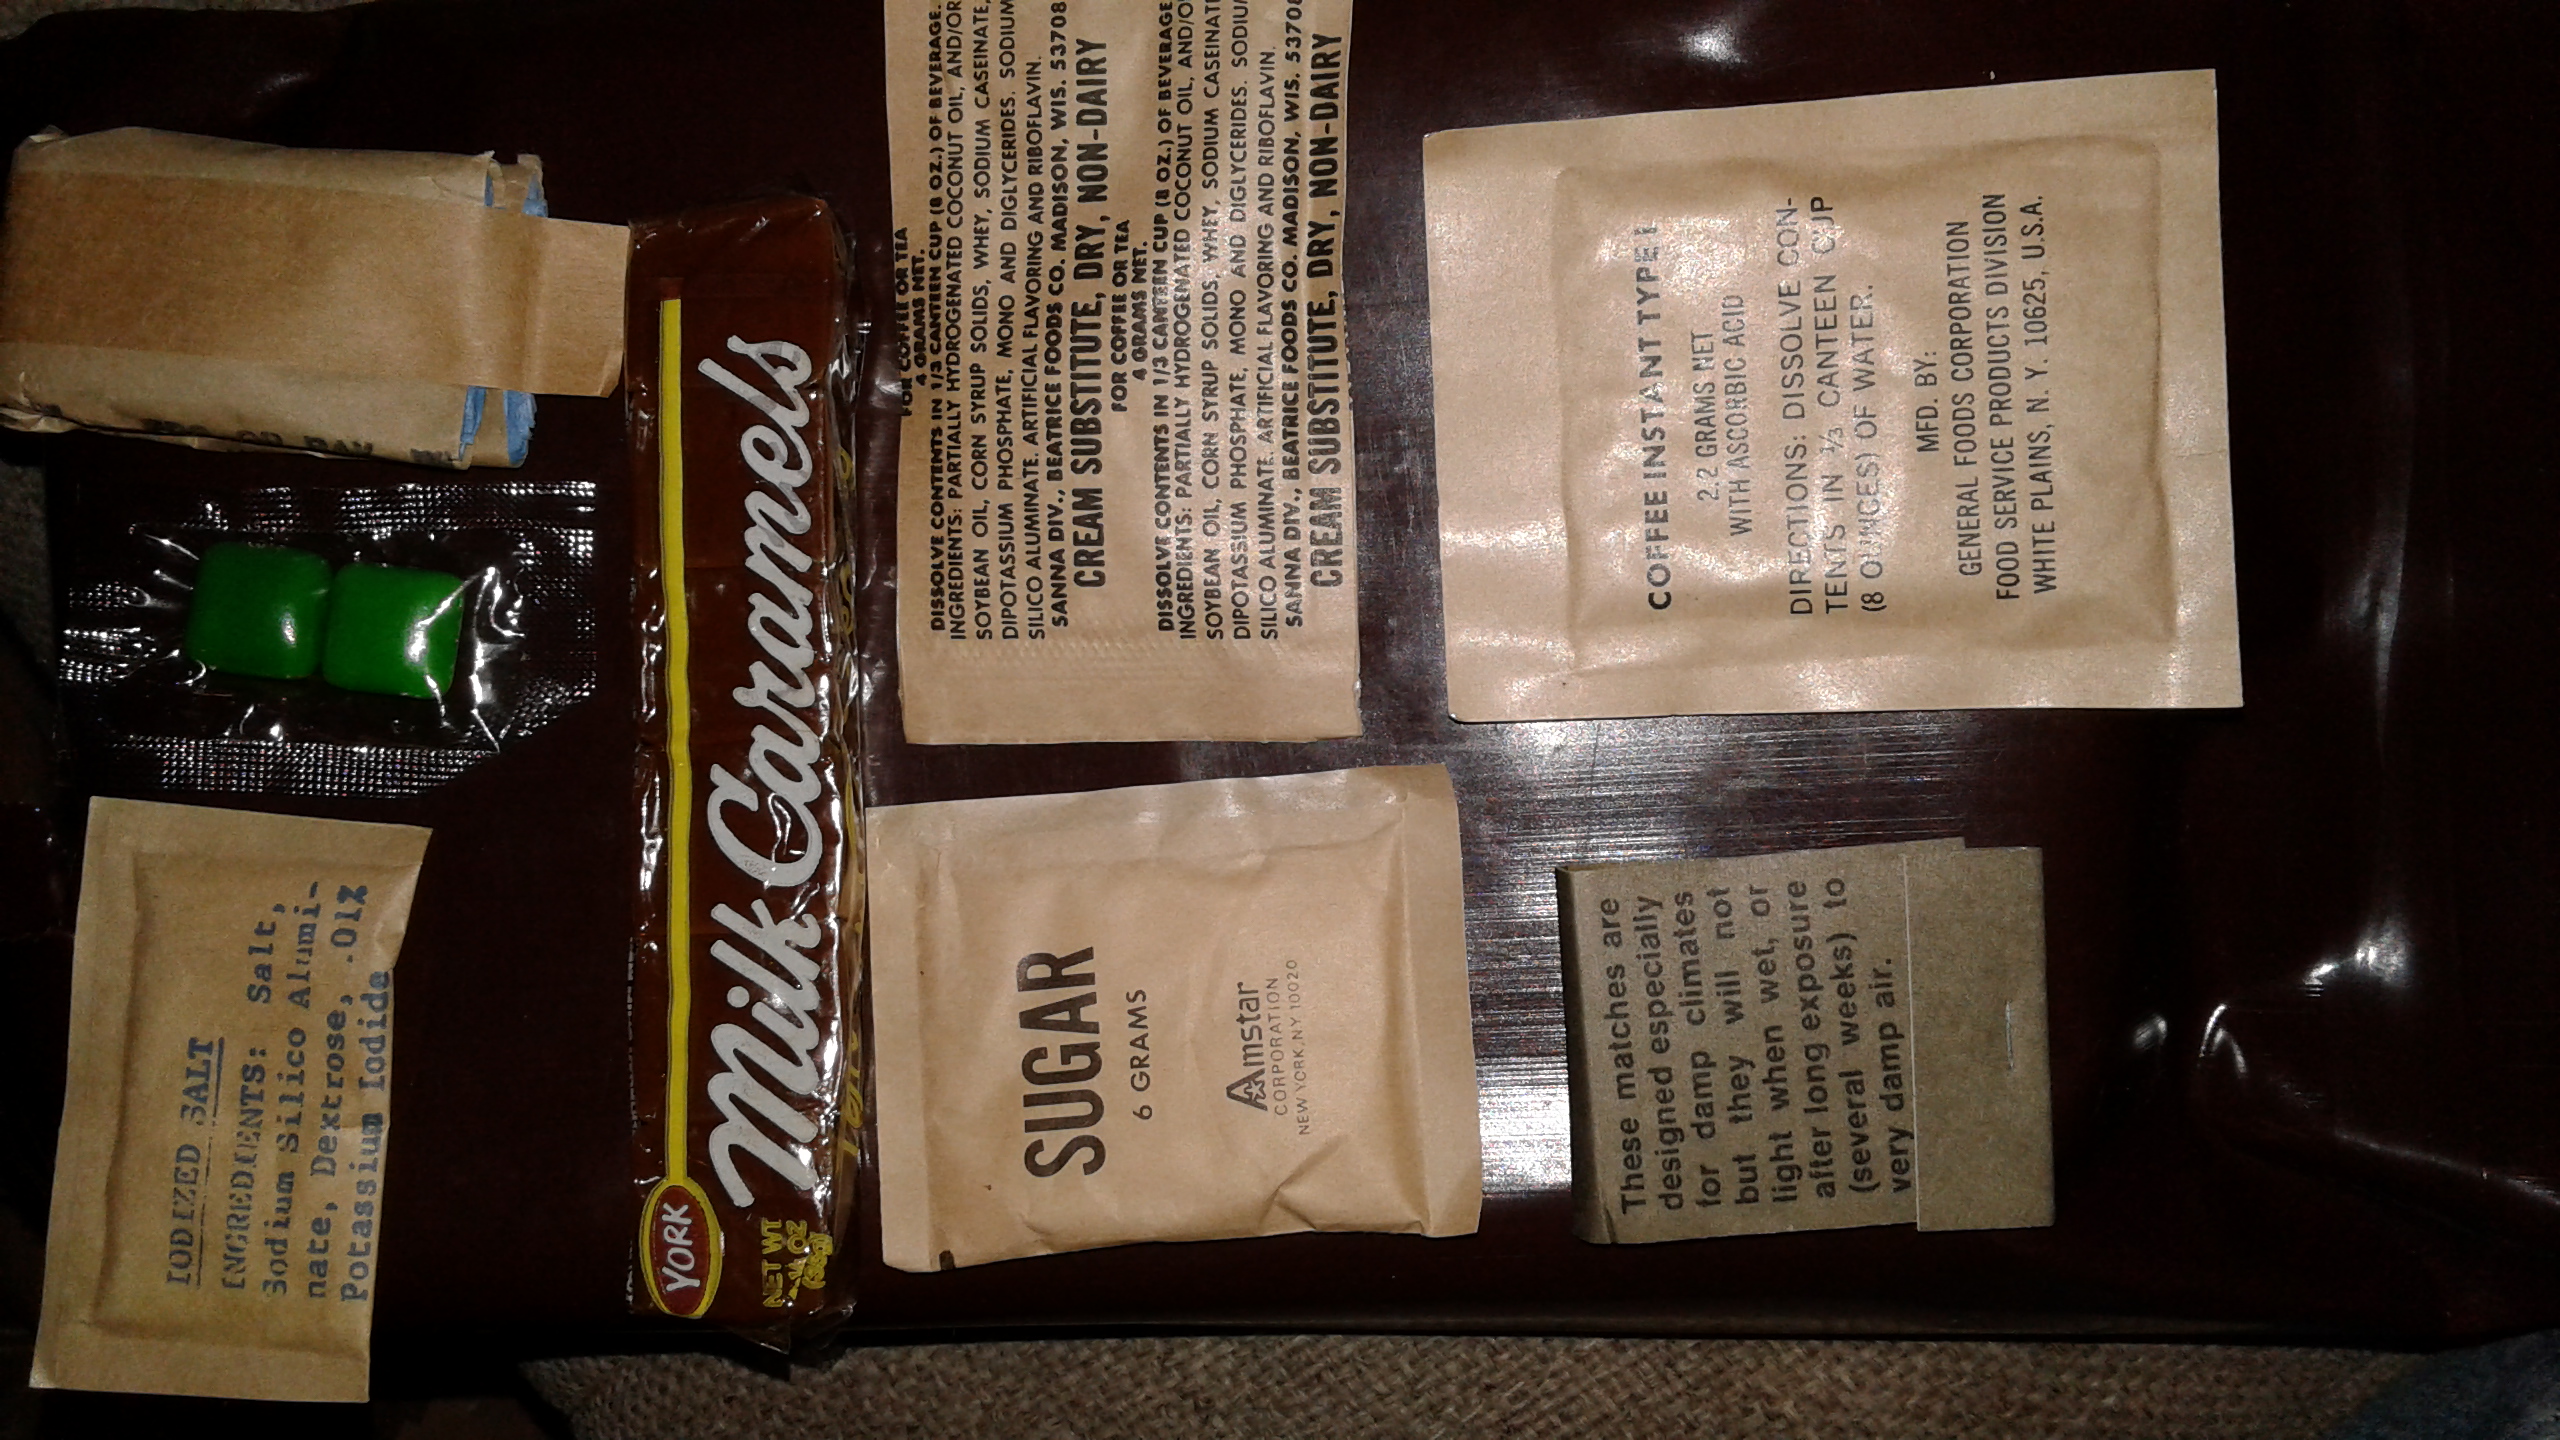 IODIZED SALT
INGREDIENTS: Salt,
Sodium Silico Alumi-
nate, Dextrose, .01%
Potassium Iodide
YORK
Milk Caramels
NET WT
OZ
FOR COFFEE OR TEA
4 GRAMS NET.
DISSOLVE CONTENTS IN 1/3 CANTEEN CUP (8 OZ.) OF BEVERAGE.
INGREDIENTS: PARTIALLY HYDROGENATED COCONUT OIL, AND/OR
SOYBEAN OIL, CORN SYRUP SOLIDS, WHEY, SODIUM CASEINATE,
DIPOTASSIUM PHOSPHATE, MONO AND DIGLYCERIDES. SODIUM
SILICO ALUMINATE. ARTIFICIAL FLAVORING AND RIBOFLAVIN.
SANNA DIV., BEATRICE FOODS CO. MADISON, WIS. 53708
CREAM SUBSTITUTE, DRY, NON-DAIRY
FOR COFFEE OR TEA
4 GRAMS NET.
DISSOLVE CONTENTS IN 1/3 CANTEEN CUP (8 OZ.) OF BEVERAGE
INGREDIENTS: PARTIALLY HYDROGENATED COCONUT OIL, AND/O
SOYBEAN OIL, CORN SYRUP SOLIDS, WHEY, SODIUM CASEINAT
DIPOTASSIUM PHOSPHATE, MONO AND DIGLYCERIDES. SODIU
SILICO ALUMINATE. ARTIFICIAL FLAVORING AND RIBOFLAVIN.
SANNA DIV., BEATRICE FOODS CO. MADISON, WIS. 53708
CREAM SUBSTITUTE, DRY, NON-DAIRY
SUGAR
6 GRAMS
Amstar
CORPORATION
NEW YORK, NY 10020
COFFEE INSTANT TYPE I
2.2 GRAMS NET
WITH ASCORBIC ACID
DIRECTIONS: DISSOLVE CON-
TENTS IN ⅓ CANTEEN CUP
(8 OUNCES) OF WATER.
MFD. BY:
GENERAL FOODS CORPORATION
FOOD SERVICE PRODUCTS DIVISION
WHITE PLAINS, N. Y. 10625, U.S.A.
These matches are
designed especially
for damp climates
but they will not
light when wet, or
after long exposure
(several weeks) to
very damp air.